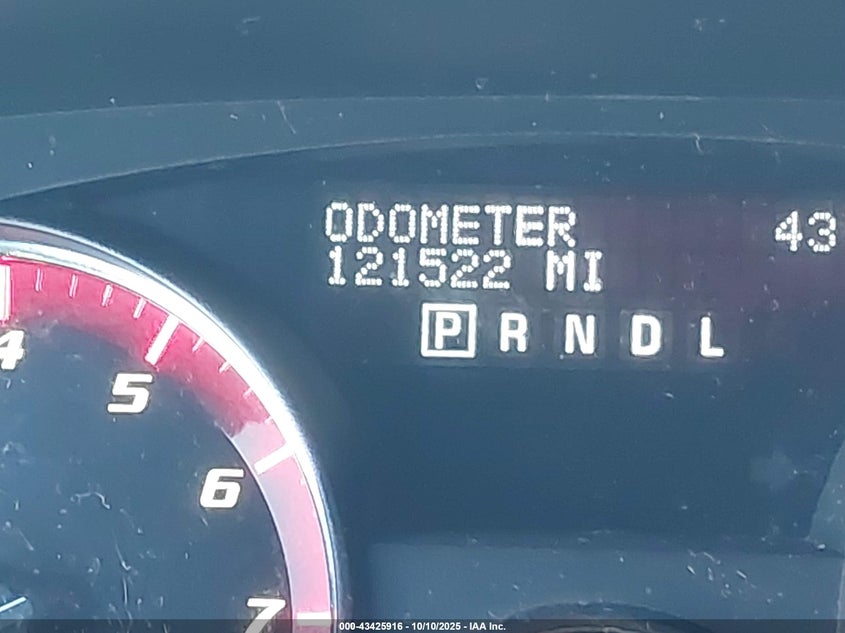 ODOMETER 43
121522 MI
P R N D L
4
5
6
7
000-43425916 - 10/10/2025 - IAA Inc.